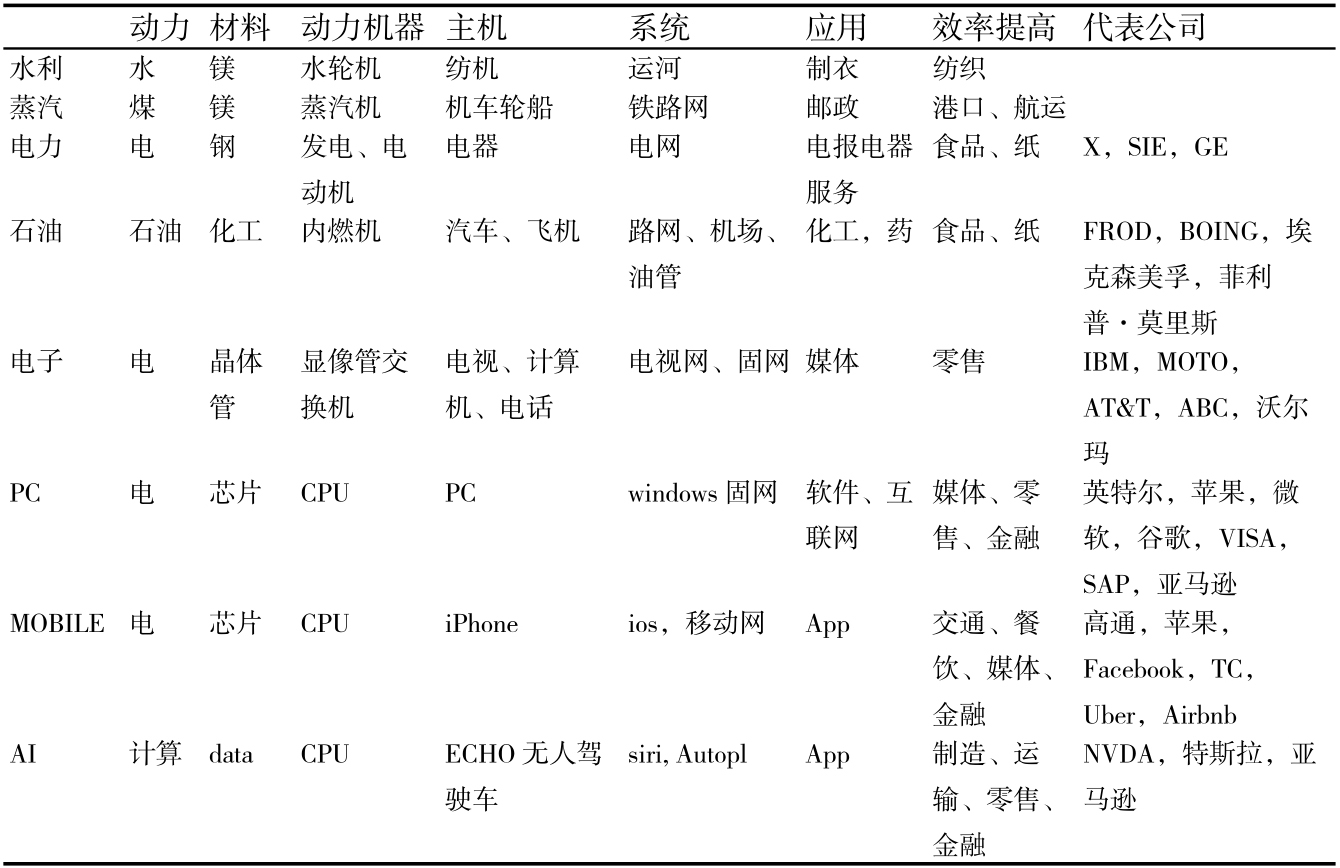 动力 材料 动力机器 主机 系统 应用 效率提高 代表公司
水利 水 镁 水轮机 纺机 运河 制衣 纺织
蒸汽 煤 镁 蒸汽机 机车轮船 铁路网 邮政 港口、航运
电力 电 钢 发电、电 电器 电网 电报电器 食品、纸 X，SIE，GE
动机 服务
石油 石油 化工 内燃机 汽车、飞机 路网、机场、 化工，药 食品、纸 FROD，BOING，埃
油管 克森美孚，菲利
普·莫里斯
电子 电 晶体 显像管交 电视、计算 电视网、固网 媒体 零售 IBM，MOTO，
管 换机 机、电话 AT&T，ABC，沃尔
玛
PC 电 芯片 CPU PC windows 固网 软件、互 媒体、零 英特尔，苹果，微
联网 售、金融 软，谷歌，VISA，
SAP，亚马逊
MOBILE 电 芯片 CPU iPhone ios，移动网 App 交通、餐 高通，苹果，
饮、媒体、 Facebook，TC，
金融 Uber，Airbnb
AI 计算 data CPU ECHO 无人驾 siri, Autopl App 制造、运 NVDA，特斯拉，亚
驶车 输、零售、 马逊
金融